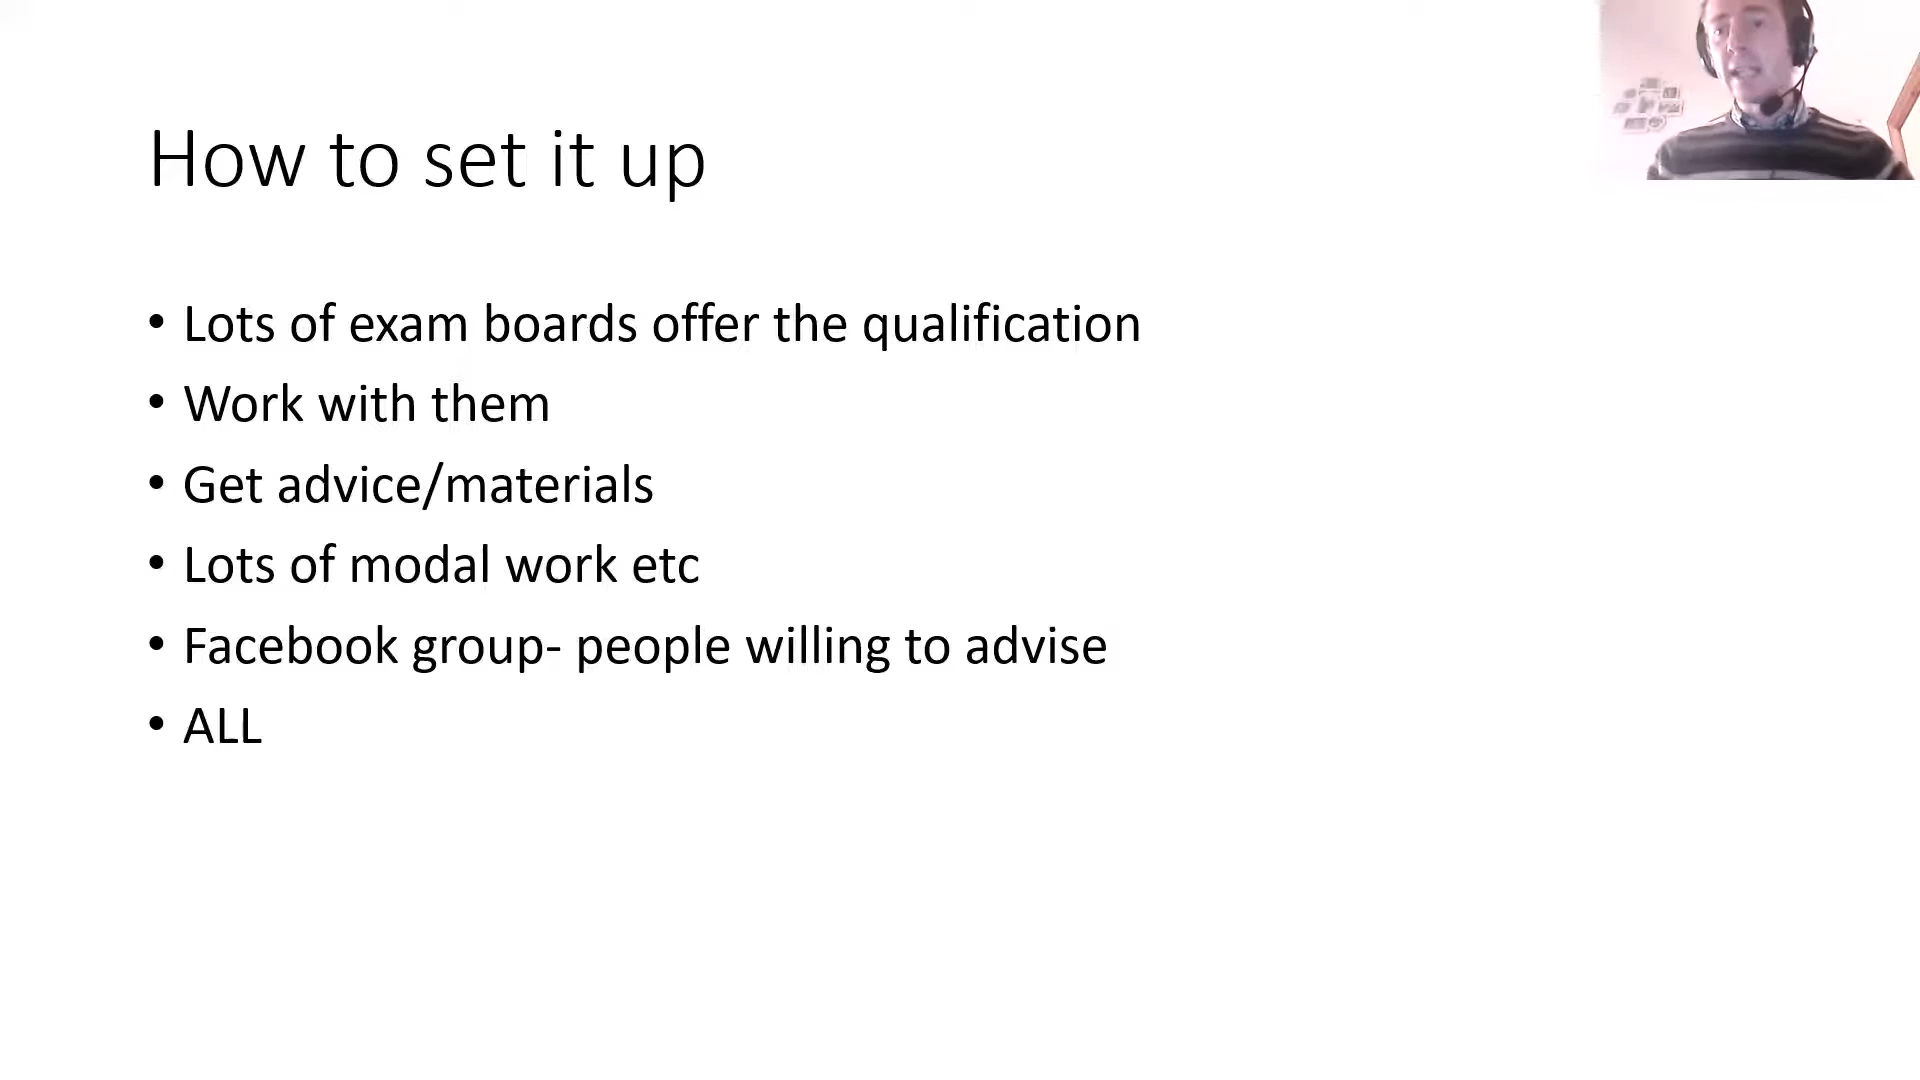 How to set it up
• Lots of exam boards offer the qualification
• Work with them
• Get advice/materials
• Lots of modal work etc
• Facebook group- people willing to advise
• ALL